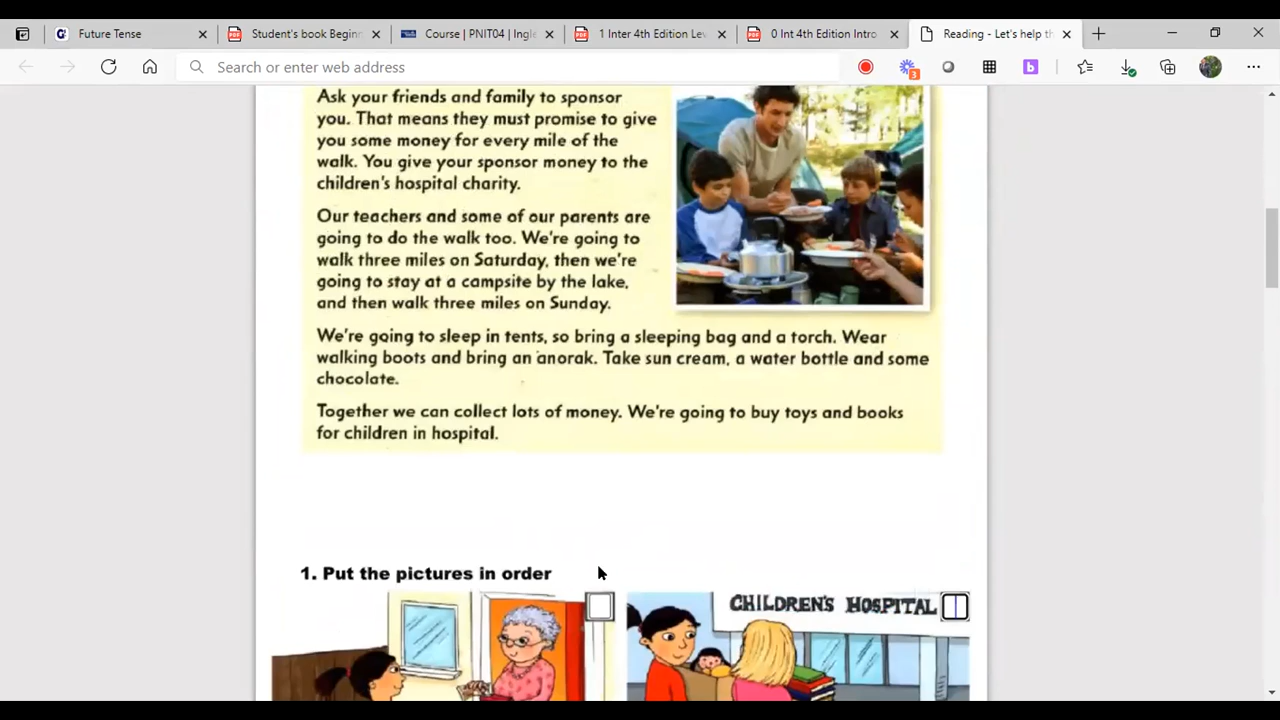 Future Tense
Student's book Beginn
Course | PNIT04 | Ingle
1 Inter 4th Edition Lev
0 Int 4th Edition Intro
Reading - Let's help th
Search or enter web address
3
b
Ask your friends and family to sponsor
you. That means they must promise to give
you some money for every mile of the
walk. You give your sponsor money to the
children's hospital charity.
Our teachers and some of our parents are
going to do the walk too. We're going to
walk three miles on Saturday, then we're
going to stay at a campsite by the lake,
and then walk three miles on Sunday.
We're going to sleep in tents, so bring a sleeping bag and a torch. Wear
walking boots and bring an anorak. Take sun cream, a water bottle and some
chocolate.
Together we can collect lots of money. We're going to buy toys and books
for children in hospital.
1. Put the pictures in order
CHILDREN'S HOSPITAL